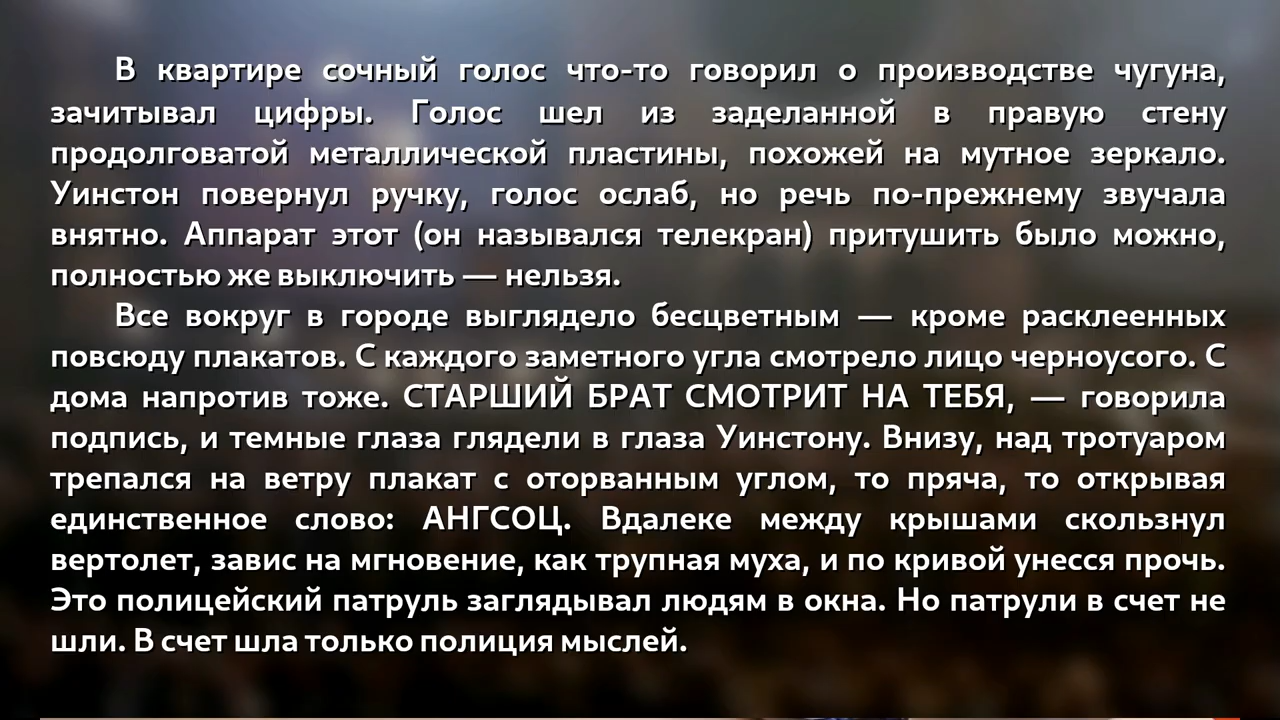 В квартире сочный голос что-то говорил о производстве чугуна,
зачитывал цифры. Голос шел из заделанной в правую стену
продолговатой металлической пластины, похожей на мутное зеркало.
Уинстон повернул ручку, голос ослаб, но речь по-прежнему звучала
внятно. Аппарат этот (он назывался телекран) притушить было можно,
полностью же выключить — нельзя.
Все вокруг в городе выглядело бесцветным — кроме расклеенных
повсюду плакатов. С каждого заметного угла смотрело лицо черноусого. С
дома напротив тоже. СТАРШИЙ БРАТ СМОТРИТ НА ТЕБЯ, — говорила
подпись, и темные глаза глядели в глаза Уинстону. Внизу, над тротуаром
трепался на ветру плакат с оторванным углом, то пряча, то открывая
единственное слово: АНГСОЦ. Вдалеке между крышами скользнул
вертолет, завис на мгновение, как трупная муха, и по кривой унесся прочь.
Это полицейский патруль заглядывал людям в окна. Но патрули в счет не
шли. В счет шла только полиция мыслей.